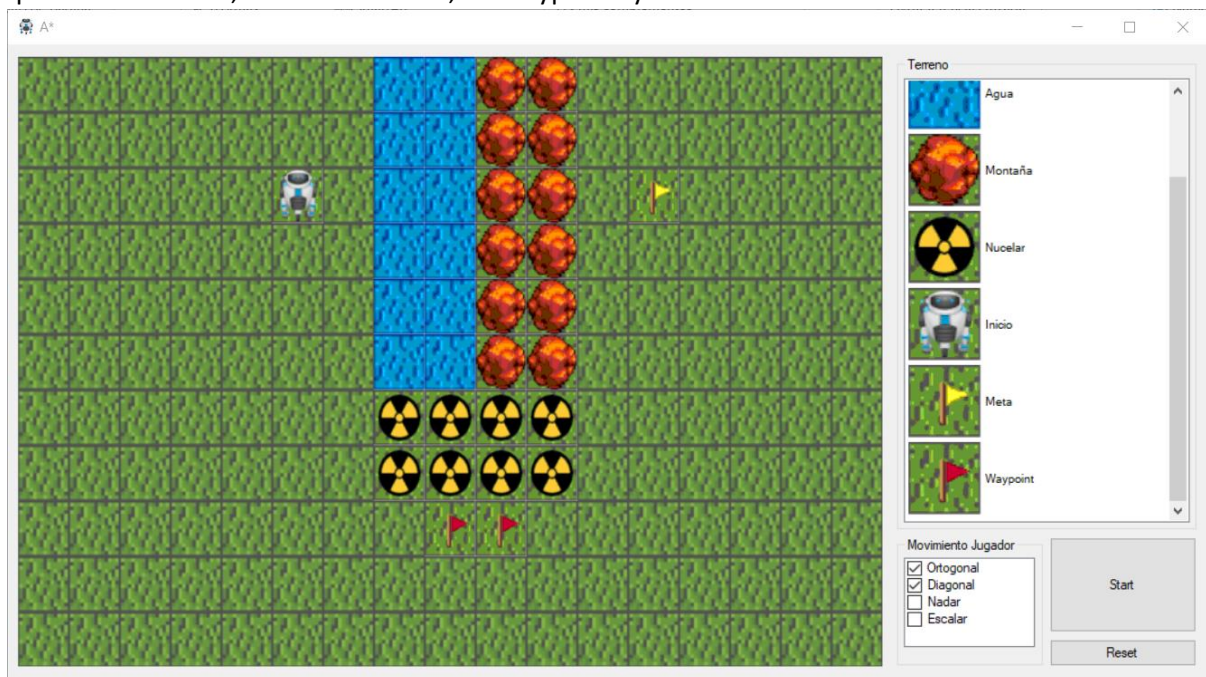 A*
Terreno
Agua
Montaña
Nucelar
Inicio
Meta
Waypoint
Movimiento Jugador
Ortogonal
Diagonal
Nadar
Escalar
Start
Reset